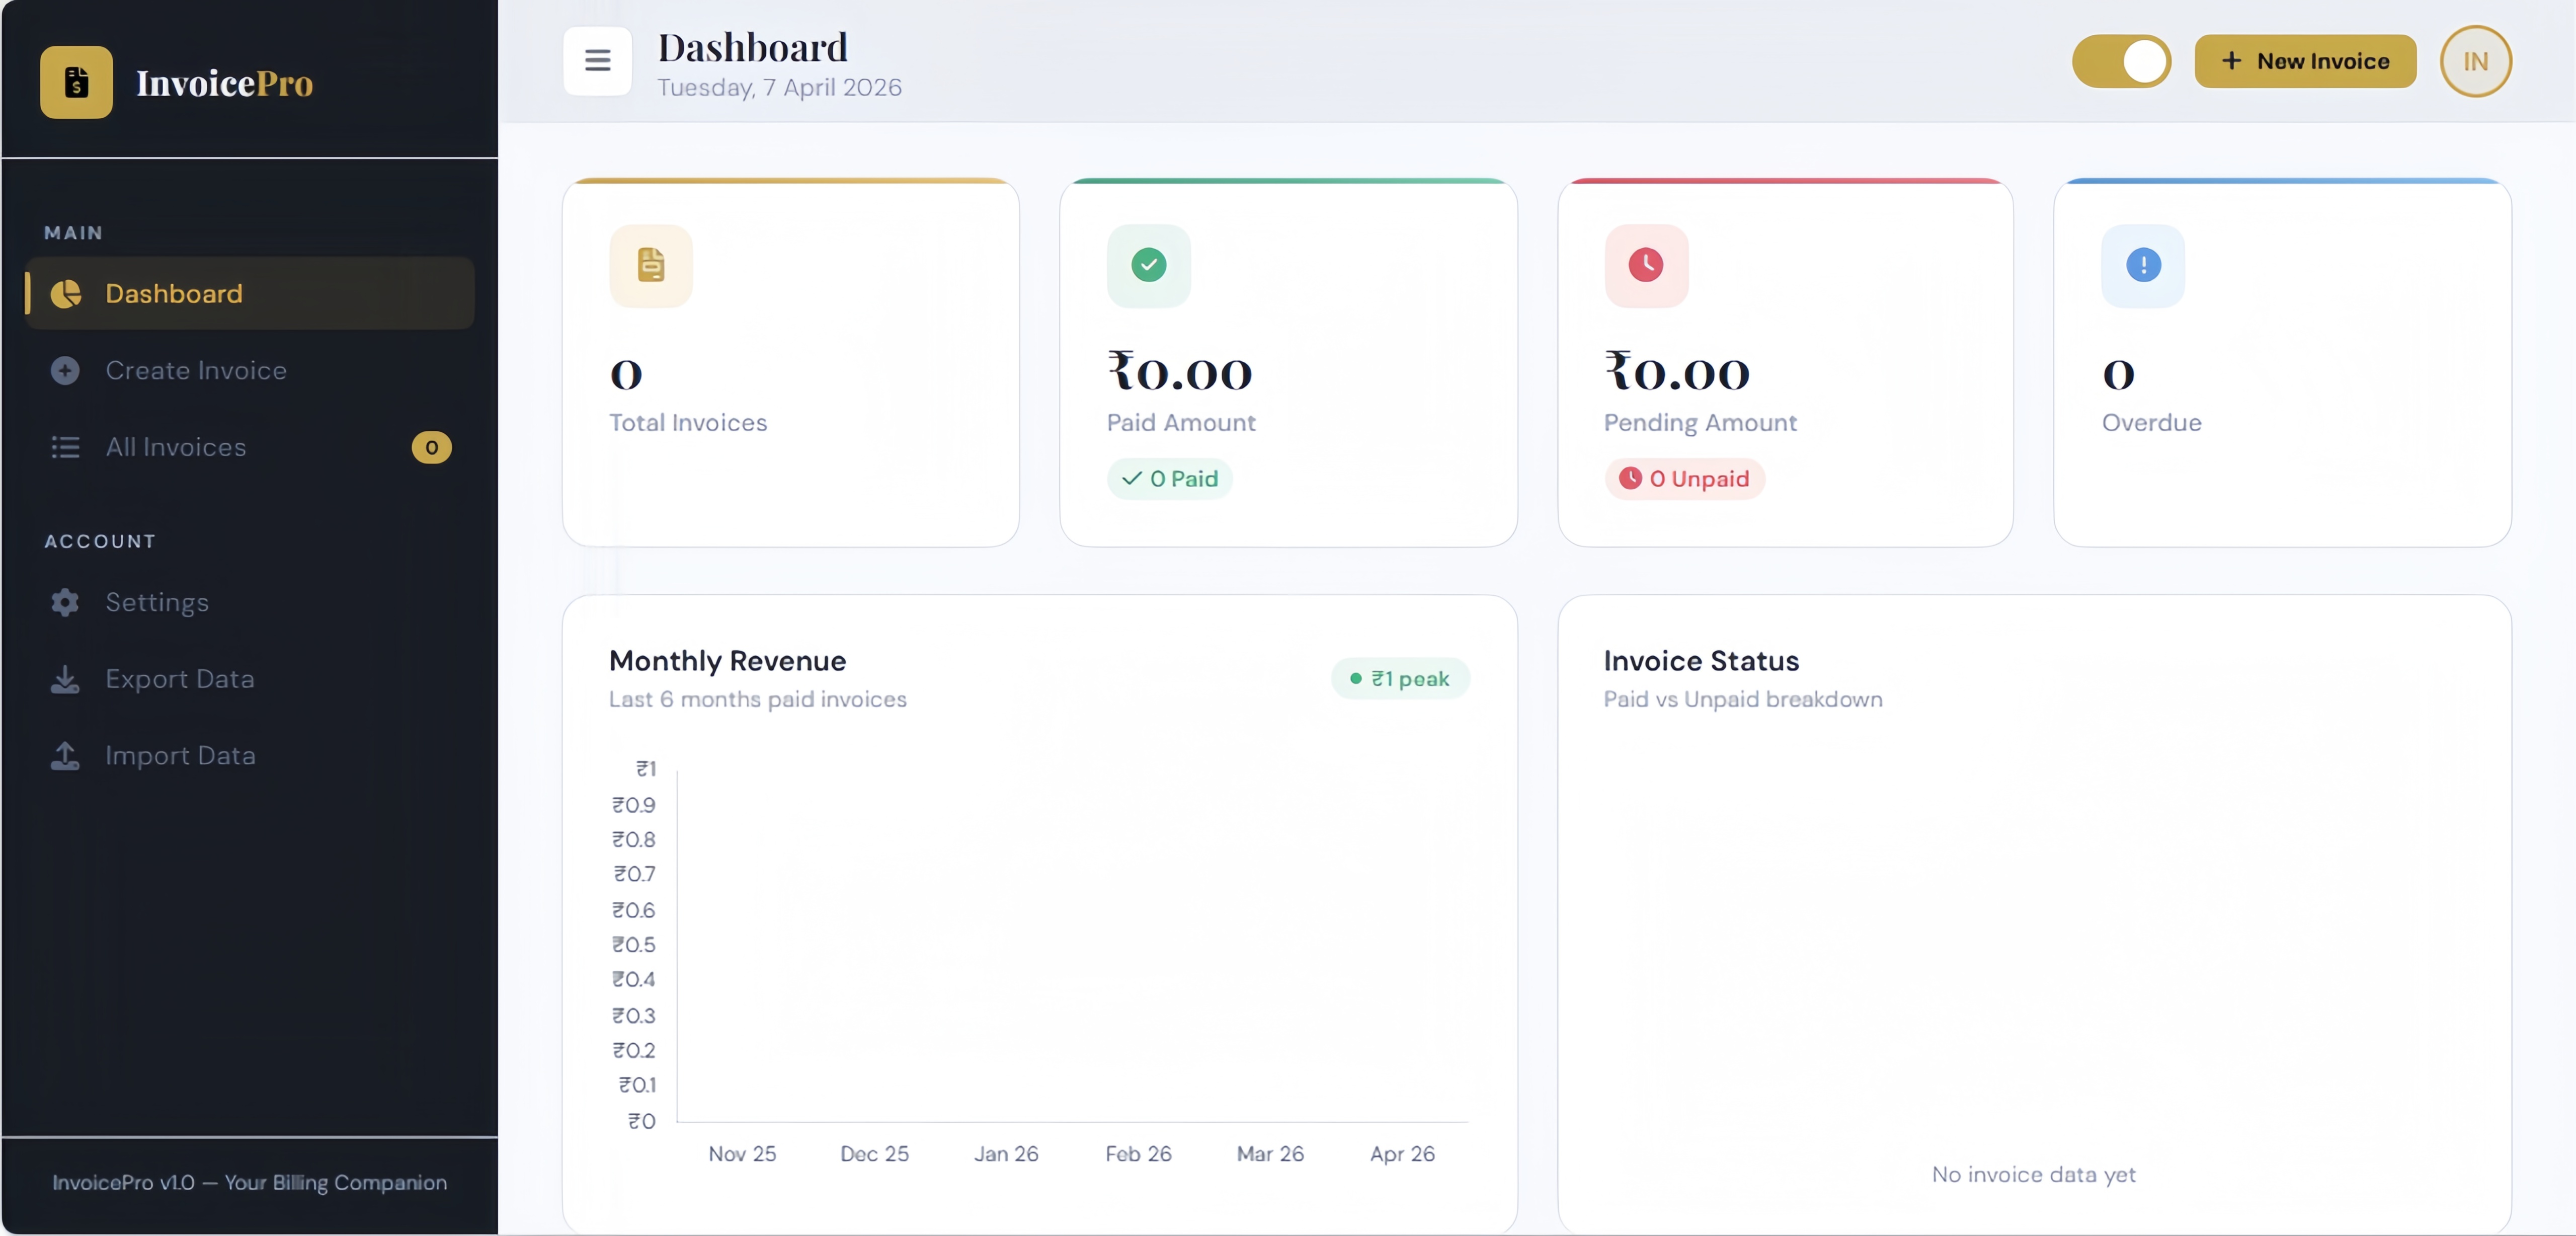 InvoicePro
MAIN
Dashboard
Create Invoice
All Invoices 0
ACCOUNT
Settings
Export Data
Import Data
InvoicePro v1.0 — Your Billing Companion
Dashboard
Tuesday, 7 April 2026
+ New Invoice
IN
0
Total Invoices
₹0.00
Paid Amount
0 Paid
₹0.00
Pending Amount
0 Unpaid
0
Overdue
Monthly Revenue
Last 6 months paid invoices
₹1 peak
₹1
₹0.9
₹0.8
₹0.7
₹0.6
₹0.5
₹0.4
₹0.3
₹0.2
₹0.1
₹0
Nov 25 Dec 25 Jan 26 Feb 26 Mar 26 Apr 26
Invoice Status
Paid vs Unpaid breakdown
No invoice data yet